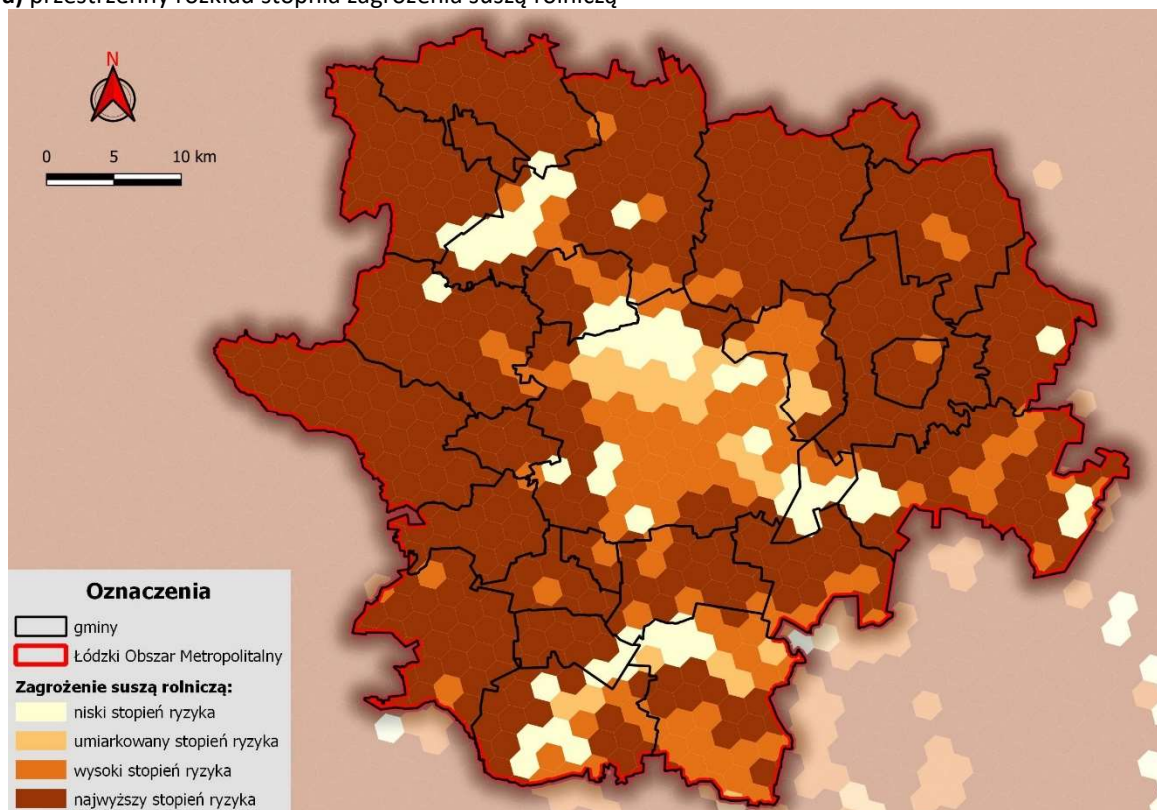 a) przestrzenny rozkład stopnia zagrożenia suszą rolniczą
N
0 5 10 km
Oznaczenia
gminy
Łódzki Obszar Metropolitalny
Zagrożenie suszą rolniczą:
niski stopień ryzyka
umiarkowany stopień ryzyka
wysoki stopień ryzyka
najwyższy stopień ryzyka